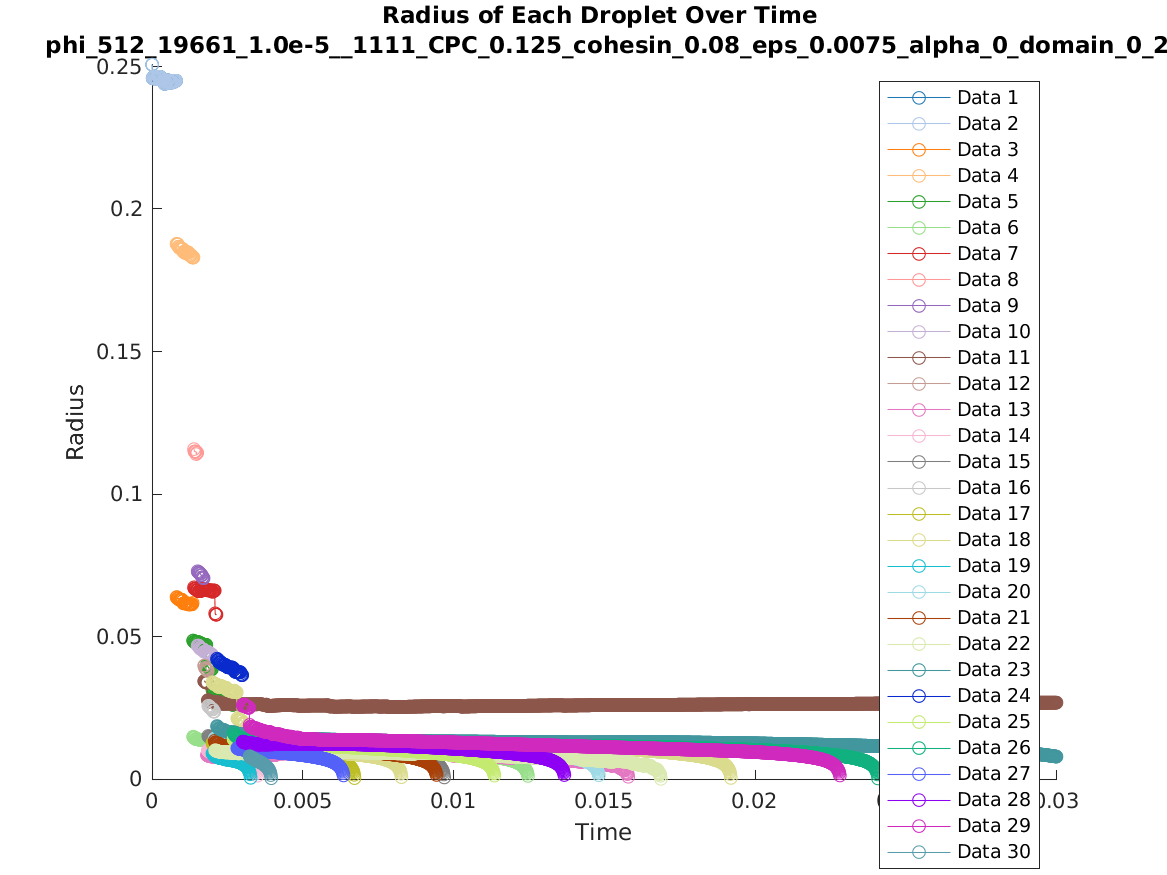 Radius of Each Droplet Over Time
phi_512_19661_1.0e-5__1111_CPC_0.125_cohesin_0.08_eps_0.0075_alpha_0_domain_0_2
0.25
0.2
0.15
0.1
0.05
0
Radius
0
0.005
0.01
0.015
0.02
0.03
Time
Data 1
Data 2
Data 3
Data 4
Data 5
Data 6
Data 7
Data 8
Data 9
Data 10
Data 11
Data 12
Data 13
Data 14
Data 15
Data 16
Data 17
Data 18
Data 19
Data 20
Data 21
Data 22
Data 23
Data 24
Data 25
Data 26
Data 27
Data 28
Data 29
Data 30